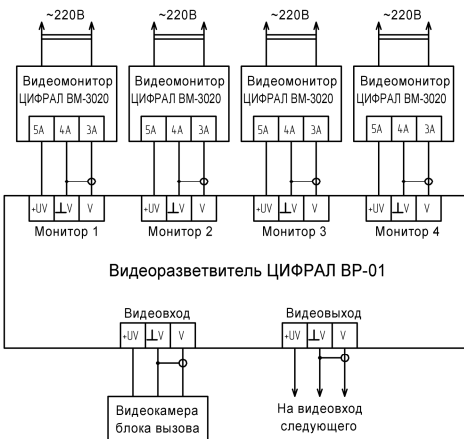 ~220В ~220В ~220В ~220В
Видеомонитор Видеомонитор Видеомонитор Видеомонитор
ЦИФРАЛ ВМ-3020 ЦИФРАЛ ВМ-3020 ЦИФРАЛ ВМ-3020 ЦИФРАЛ ВМ-3020
5А 4А 3А 5А 4А 3А 5А 4А 3А 5А 4А 3А
+UV ⊥V V +UV ⊥V V +UV ⊥V V +UV ⊥V V
Монитор 1 Монитор 2 Монитор 3 Монитор 4
Видеоразветвитель ЦИФРАЛ ВР-01
Видеовход Видеовыход
+UV ⊥V V +UV ⊥V V
Видеокамера На видеовход
блока вызова следующего